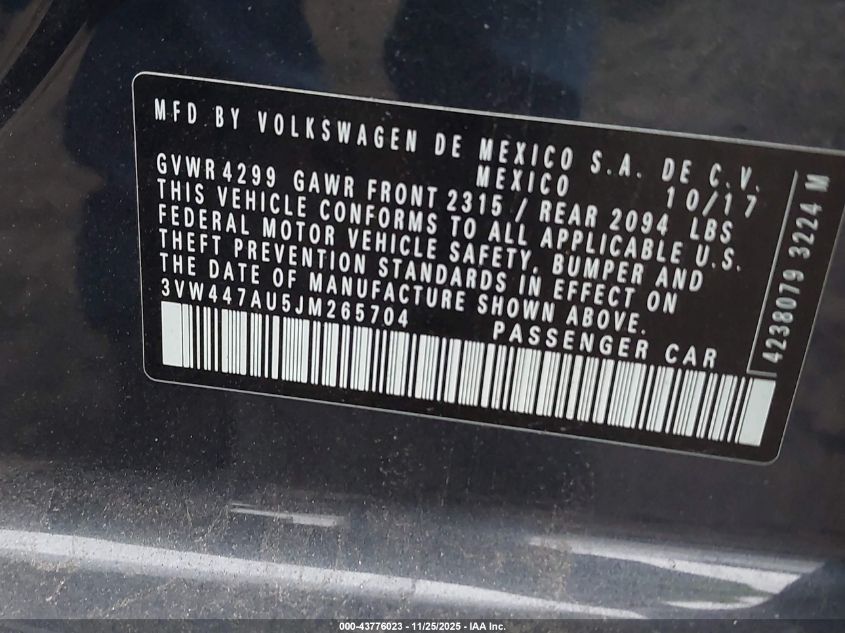 MFD BY VOLKSWAGEN DE MEXICO S.A. DE C.V.
MEXICO 10/17
GVWR 4299 GAWR FRONT 2315 / REAR 2094 LBS
THIS VEHICLE CONFORMS TO ALL APPLICABLE U.S.
FEDERAL MOTOR VEHICLE SAFETY, BUMPER AND
THEFT PREVENTION STANDARDS IN EFFECT ON
THE DATE OF MANUFACTURE SHOWN ABOVE.
3VW447AU5JM265704
PASSENGER CAR
4238079 3224 M
000-43776023 - 11/25/2025 - IAA Inc.